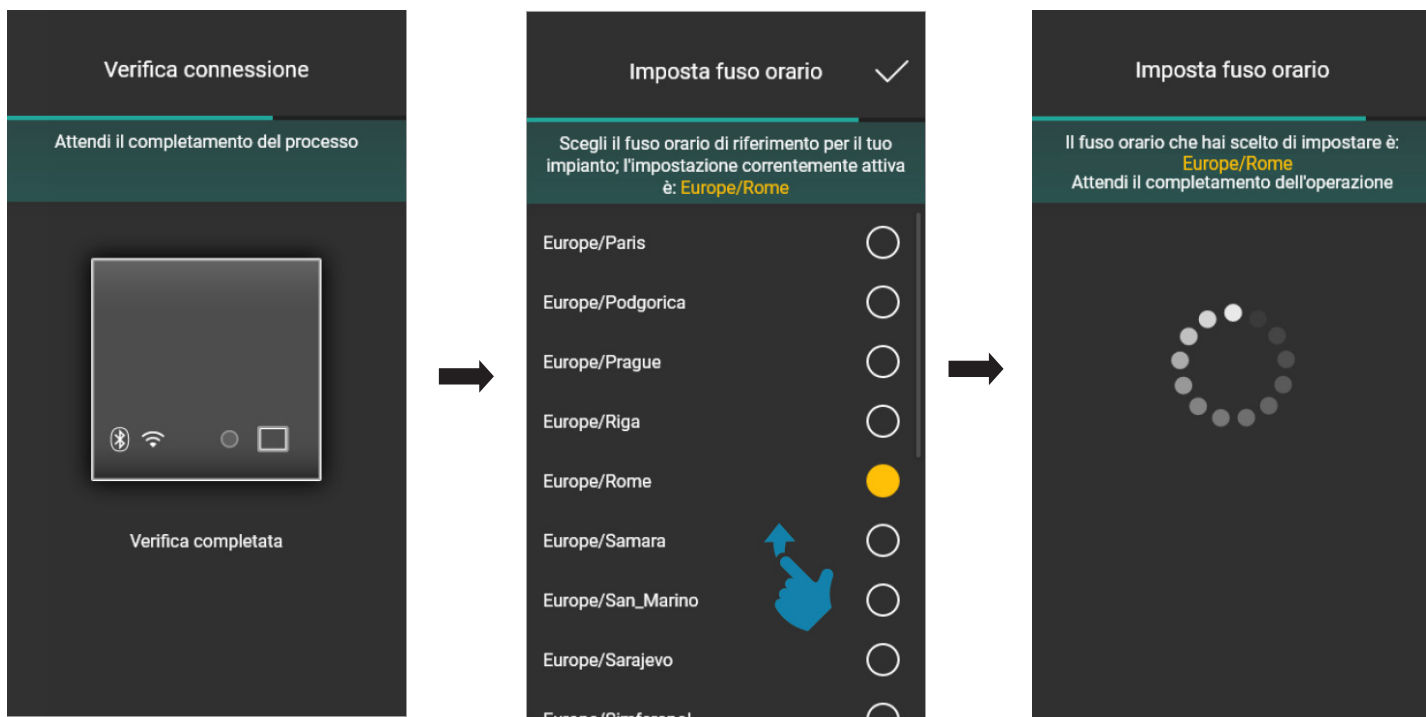 Verifica connessione
Attendi il completamento del processo
Verifica completata
Imposta fuso orario
Scegli il fuso orario di riferimento per il tuo
impianto; l'impostazione correntemente attiva
è: Europe/Rome
Europe/Paris
Europe/Podgorica
Europe/Prague
Europe/Riga
Europe/Rome
Europe/Samara
Europe/San_Marino
Europe/Sarajevo
Imposta fuso orario
Il fuso orario che hai scelto di impostare è:
Europe/Rome
Attendi il completamento dell'operazione